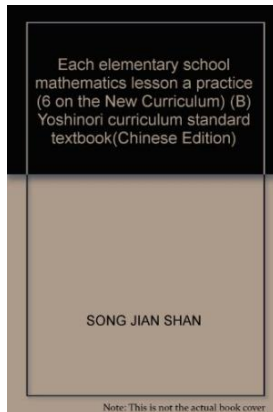 Each elementary school
mathematics lesson a practice
(6 on the New Curriculum) (B)
Yoshinori curriculum standard
textbook(Chinese Edition)
SONG JIAN SHAN
Note: This is not the actual book cover